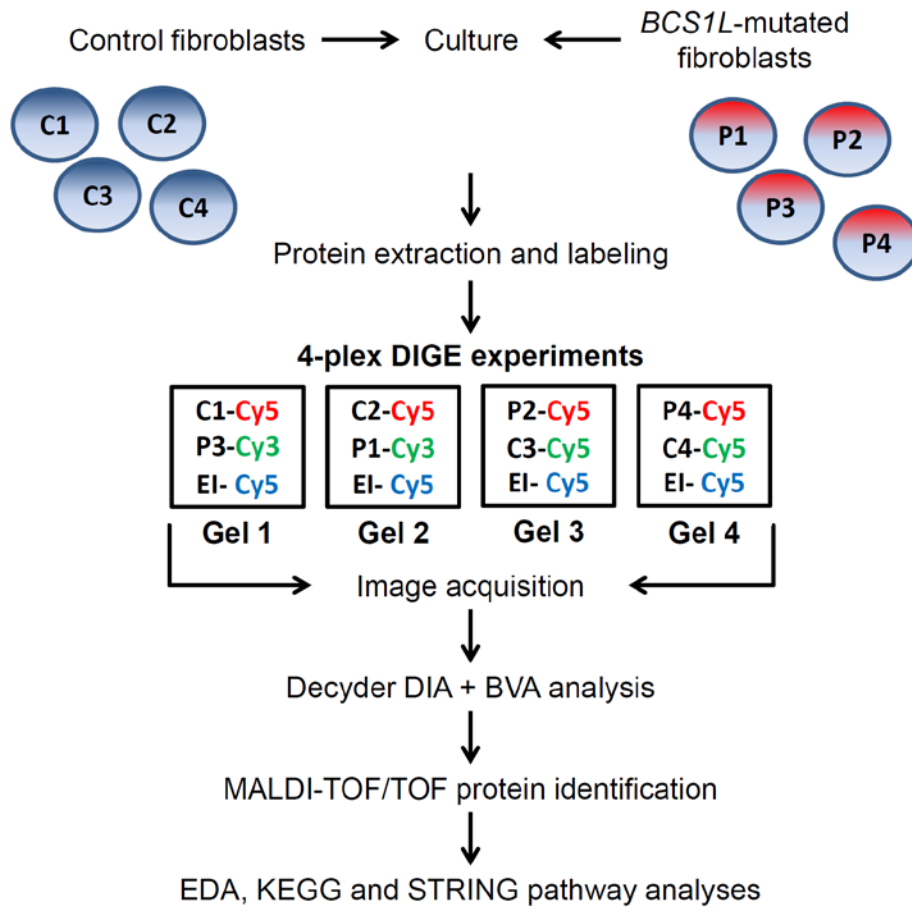 Control fibroblasts
Culture
BCS1L-mutated
fibroblasts
C1
C2
C3
C4
P1
P2
P3
P4
Protein extraction and labeling
4-plex DIGE experiments
C1-Cy5
P3-Cy3
EI- Cy5
Gel 1
C2-Cy5
P1-Cy3
EI- Cy5
Gel 2
P2-Cy5
C3-Cy5
EI- Cy5
Gel 3
P4-Cy5
C4-Cy5
EI- Cy5
Gel 4
Image acquisition
Decyder DIA + BVA analysis
MALDI-TOF/TOF protein identification
EDA, KEGG and STRING pathway analyses